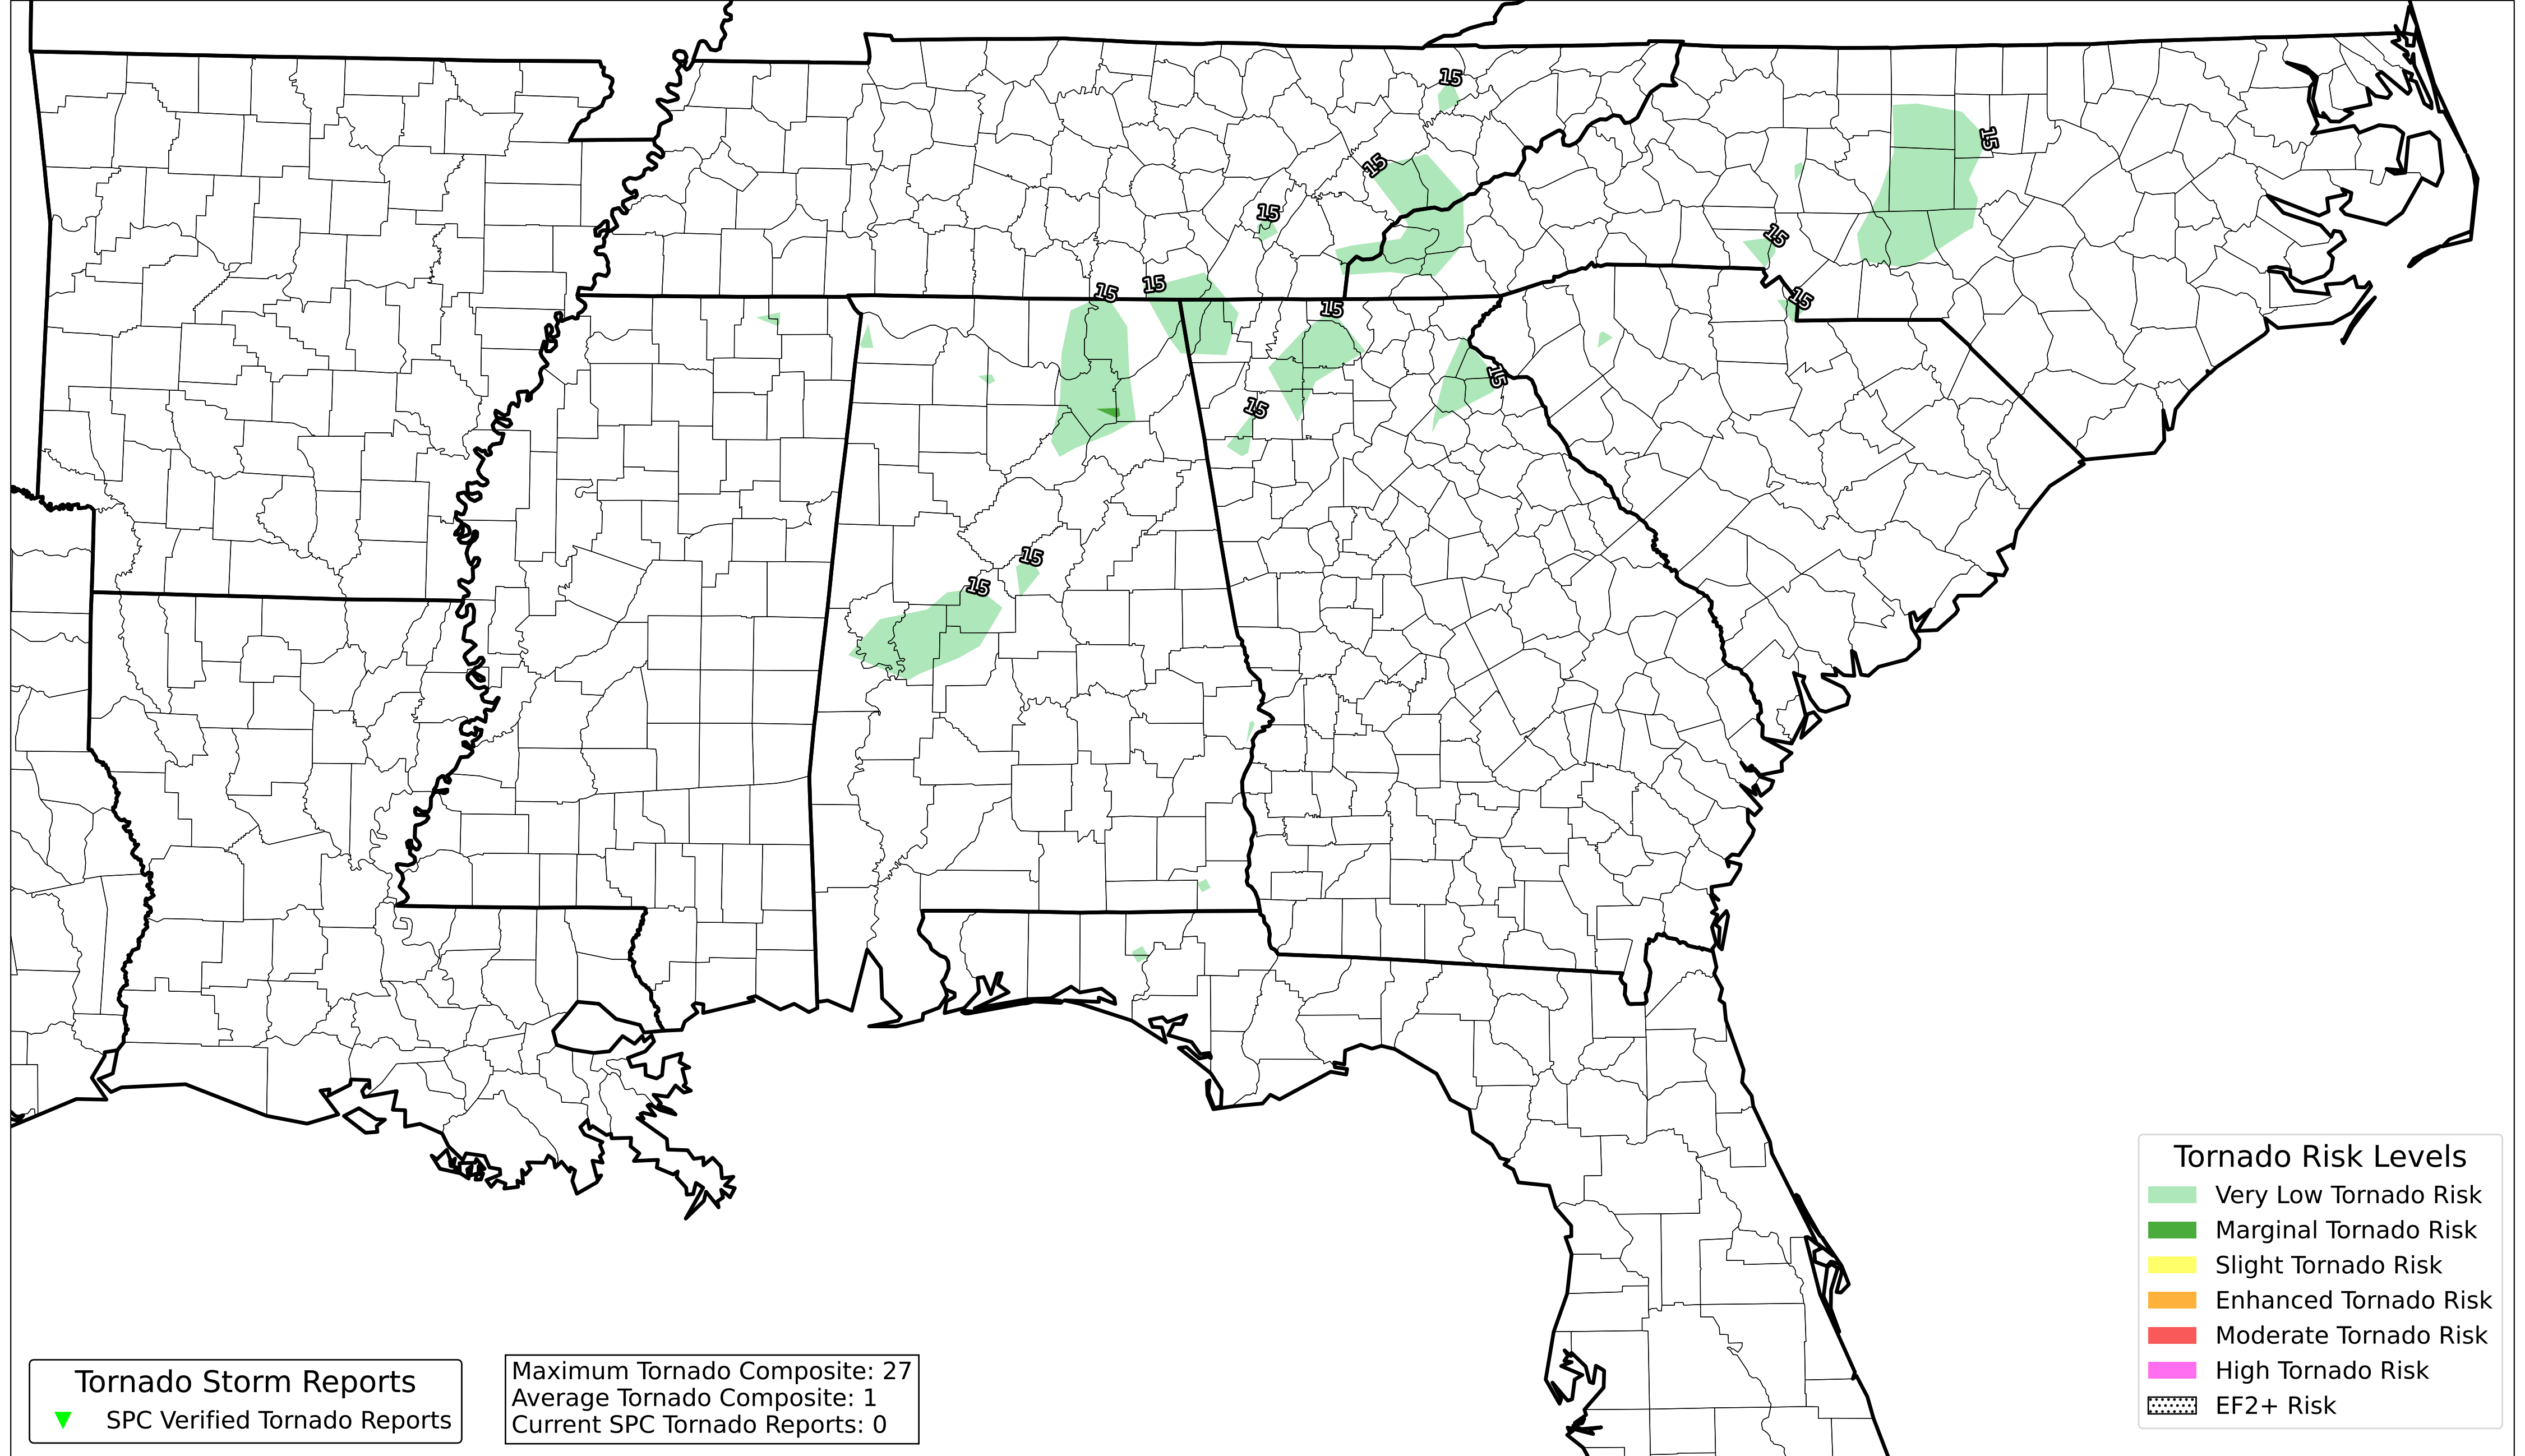 15
15
15
15
15
15
15
15
15
15
15
15
15
Tornado Risk Levels
Very Low Tornado Risk
Marginal Tornado Risk
Slight Tornado Risk
Enhanced Tornado Risk
Moderate Tornado Risk
High Tornado Risk
EF2+ Risk
Tornado Storm Reports
SPC Verified Tornado Reports
Maximum Tornado Composite: 27
Average Tornado Composite: 1
Current SPC Tornado Reports: 0